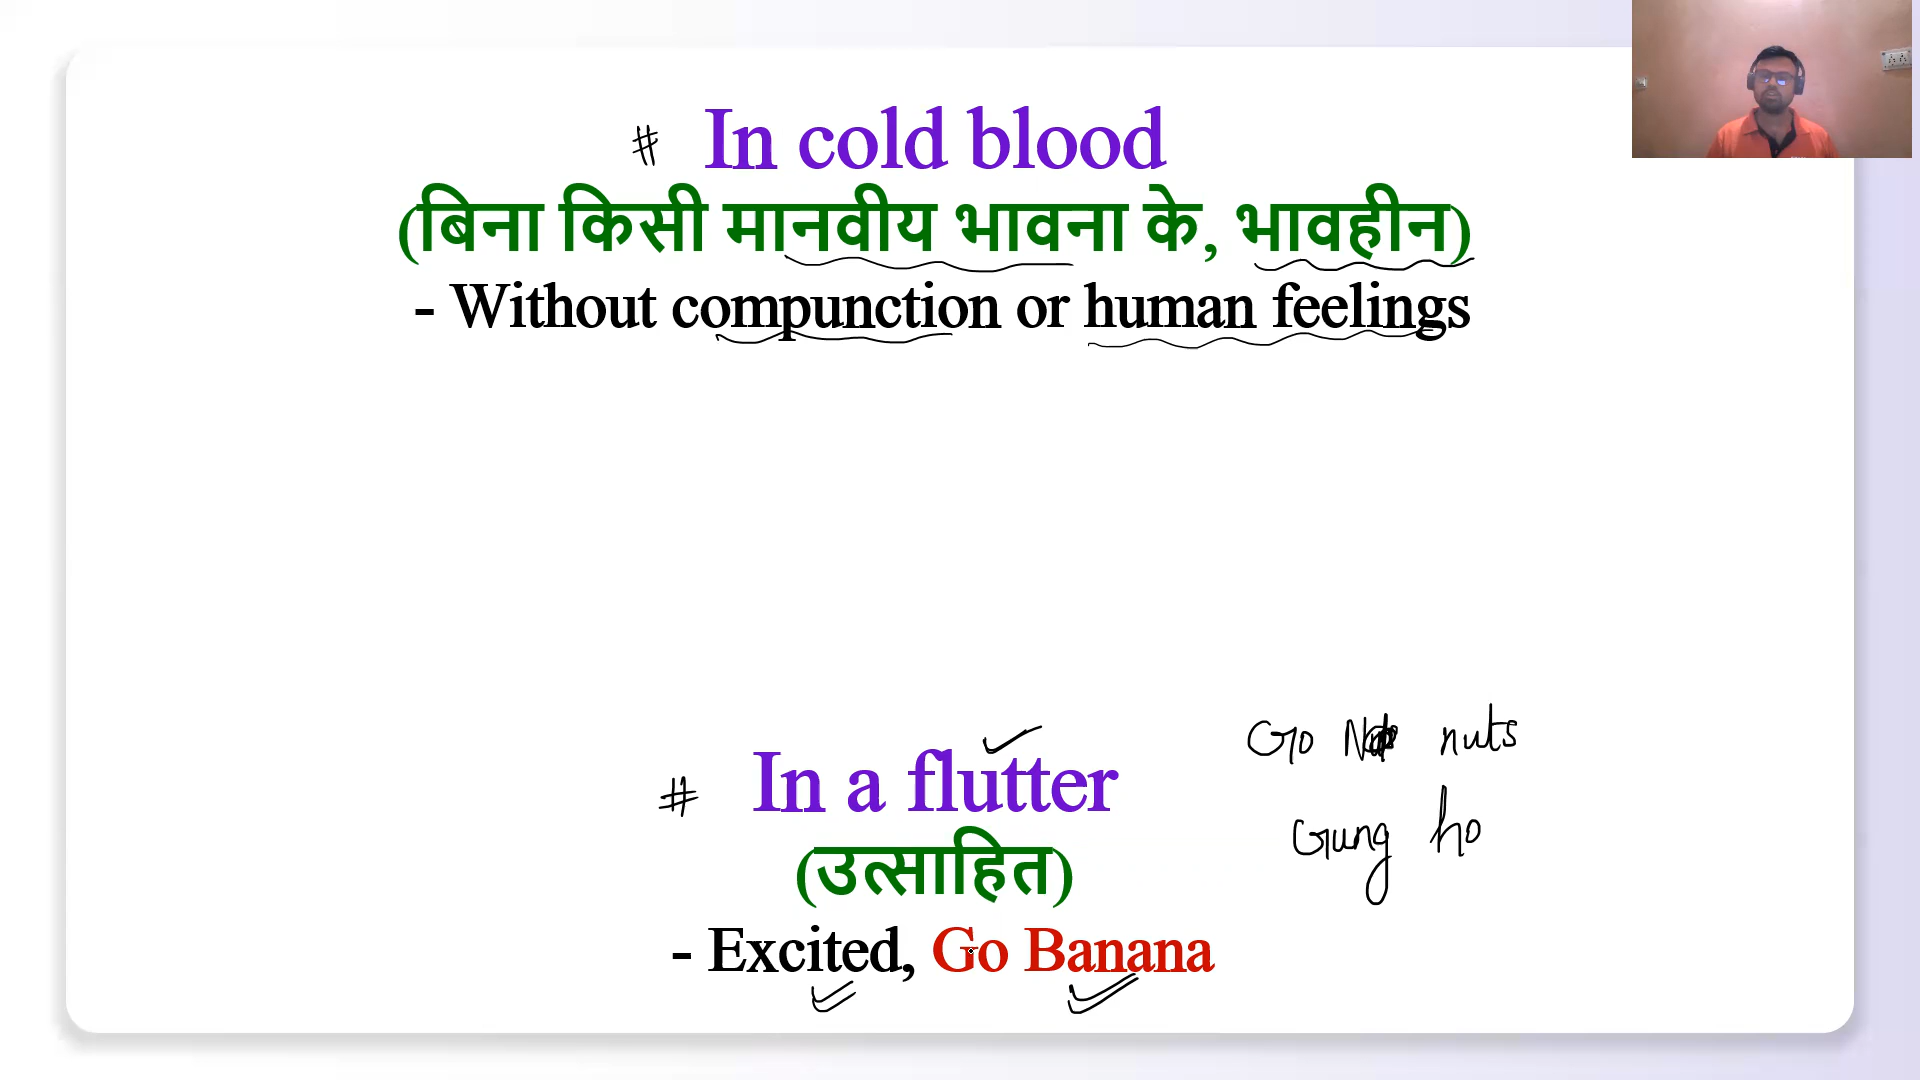 # In cold blood
(बिना किसी मानवीय भावना के, भावहीन)
- Without compunction or human feelings
Go nuts
# In a flutter
Gung ho
(उत्साहित)
- Excited, Go Banana